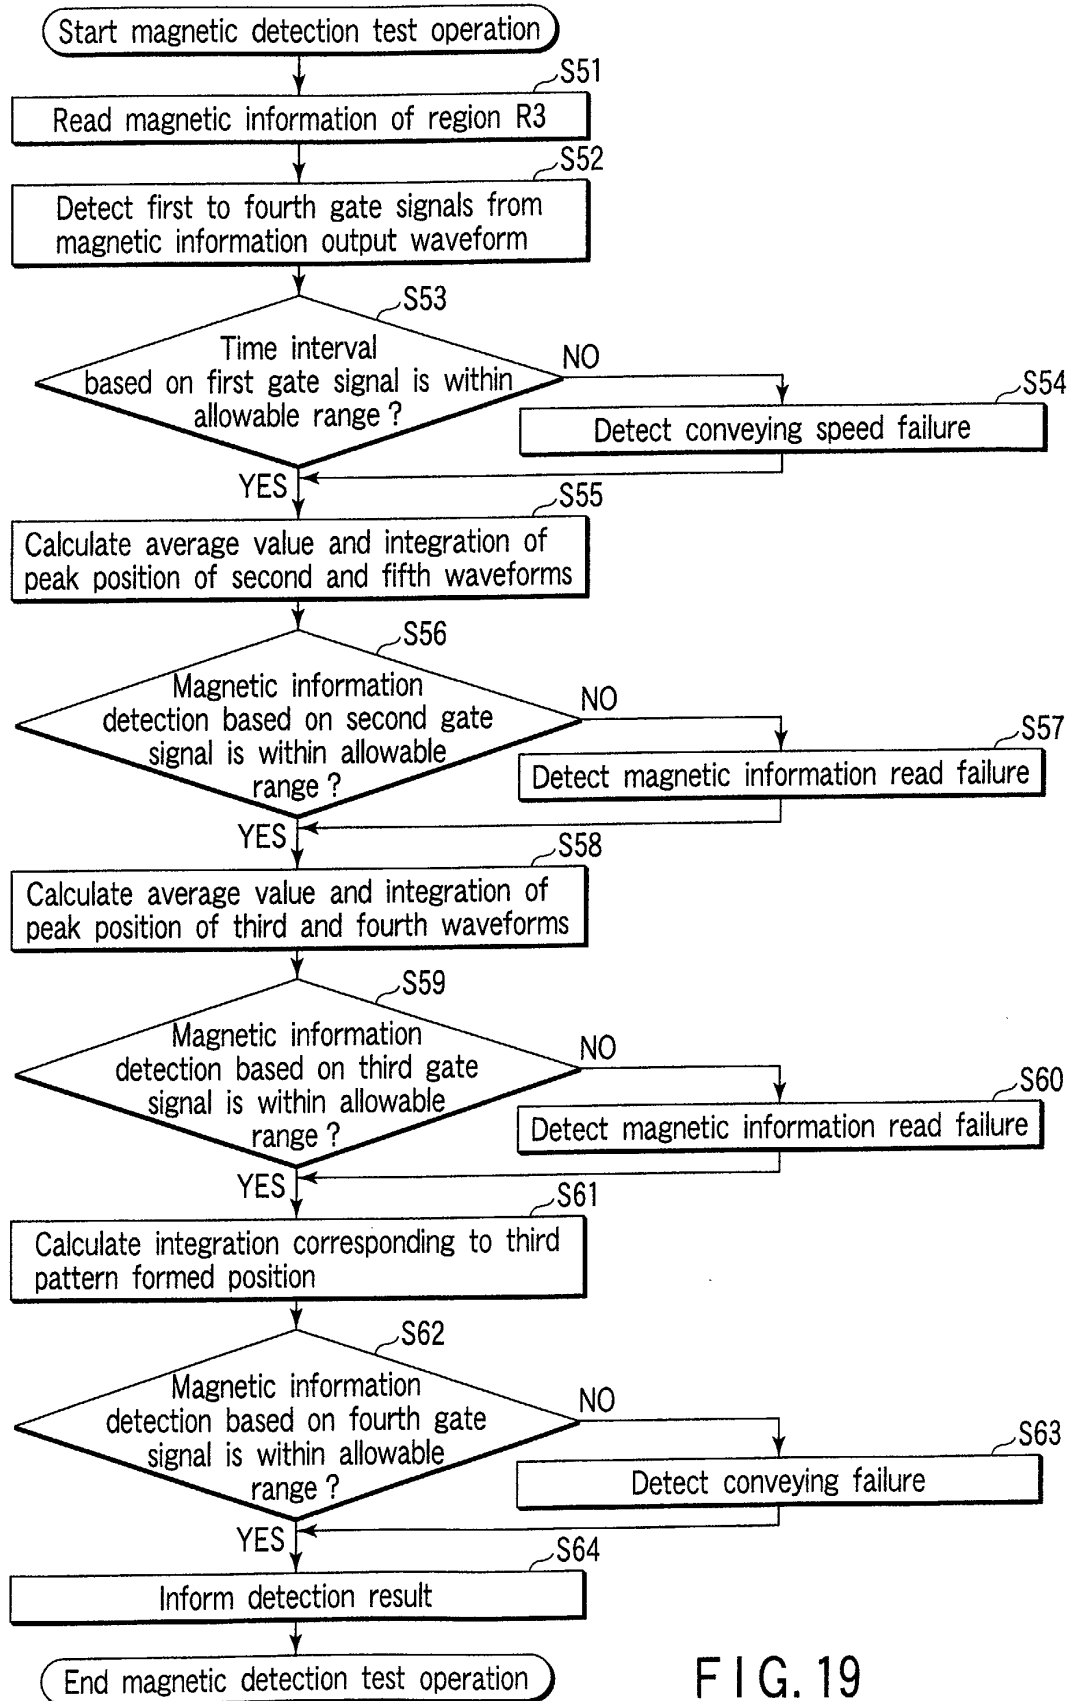 Start magnetic detection test operation
S51
Read magnetic information of region R3
S52
Detect first to fourth gate signals from
magnetic information output waveform
S53
Time interval
based on first gate signal is within
allowable range ?
NO
S54
Detect conveying speed failure
YES
S55
Calculate average value and integration of
peak position of second and fifth waveforms
S56
Magnetic information
detection based on second gate
signal is within allowable
range ?
NO
S57
Detect magnetic information read failure
YES
S58
Calculate average value and integration of
peak position of third and fourth waveforms
S59
Magnetic information
detection based on third gate
signal is within allowable
range ?
NO
S60
Detect magnetic information read failure
YES
S61
Calculate integration corresponding to third
pattern formed position
S62
Magnetic information
detection based on fourth gate
signal is within allowable
range ?
NO
S63
Detect conveying failure
YES
S64
Inform detection result
End magnetic detection test operation
FIG. 19